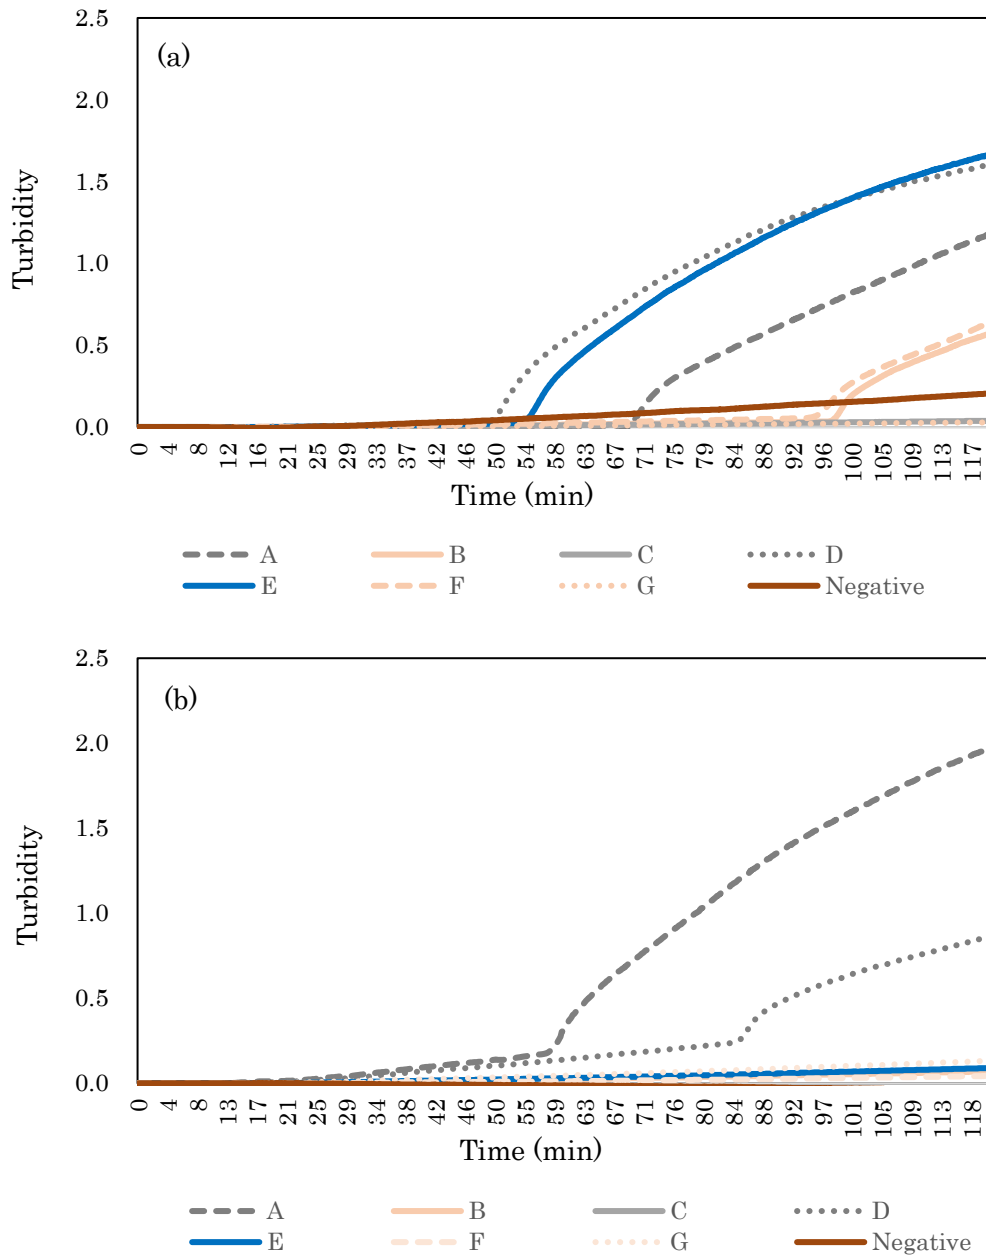 (a)
2.5
2.0
1.5
1.0
0.5
0.0
Turbidity
0 4 8 12 16 21 25 29 33 37 42 46 50 54 58 63 67 71 75 79 84 88 92 96 100 105 109 113 117
Time (min)
A B C D
E F G Negative
(b)
2.5
2.0
1.5
1.0
0.5
0.0
Turbidity
0 4 8 13 17 21 25 29 34 38 42 46 50 55 59 63 67 71 76 80 84 88 92 97 101 105 109 113 118
Time (min)
A B C D
E F G Negative